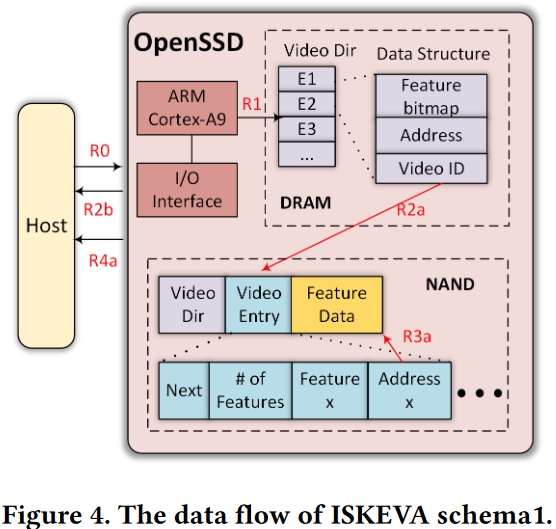 OpenSSD
Video Dir
Data Structure
ARM
Cortex-A9
R1
E1
E2
E3
...
Feature
bitmap
Address
Video ID
I/O
Interface
DRAM
R0
R2b
Host
R4a
R2a
NAND
Video
Dir
Video
Entry
Feature
Data
R3a
Next
# of
Features
Feature
x
Address
x
Figure 4. The data flow of ISKEVA schema1.